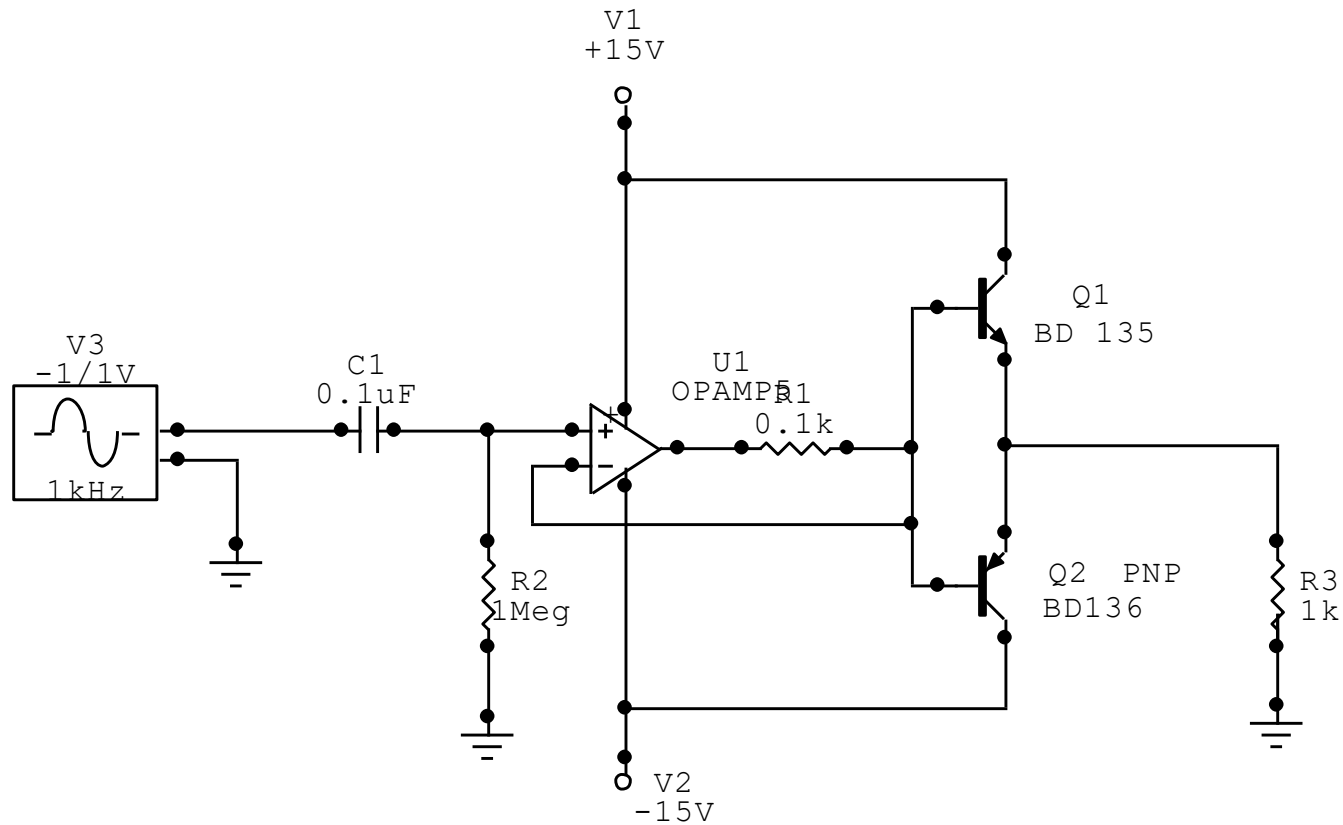 V1
+15V
Q1
BD 135
V3
-1/1V
1kHz
C1
0.1uF
U1
OPAMP5
R1
0.1k
+
+
-
R2
1Meg
Q2 PNP
BD136
R3
1k
V2
-15V